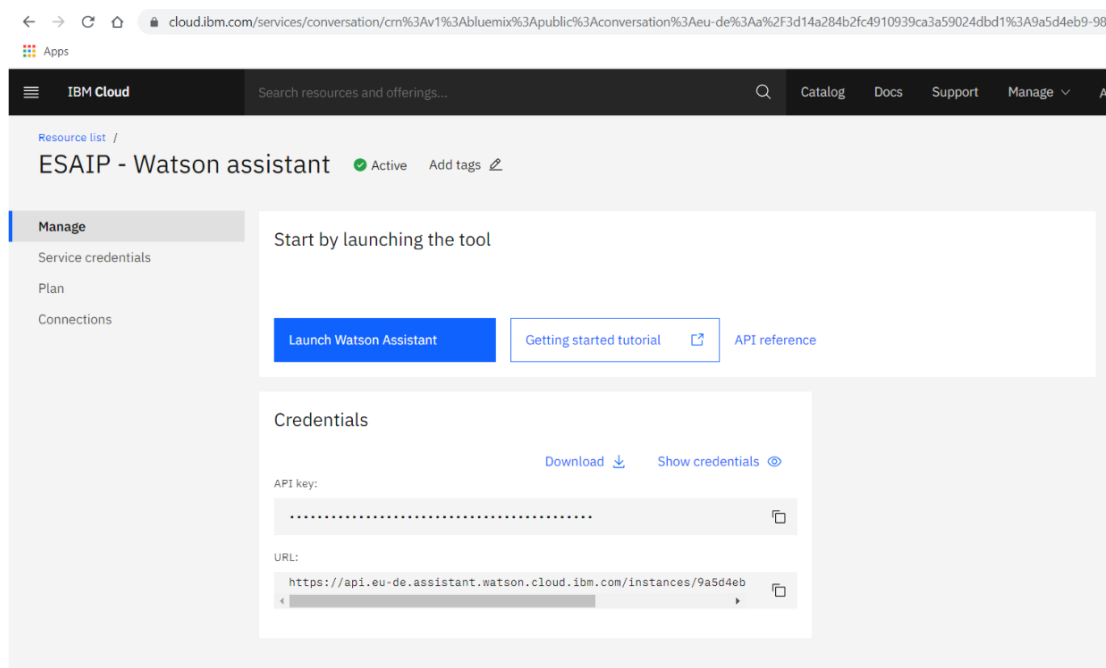 cloud.ibm.com/services/conversation/crn%3Av1%3Abluemix%3Apublic%3Aconversation%3Aeu-de%3Aa%2F3d14a284b2fc4910939ca3a59024dbd1%3A9a5d4eb9-98
Apps
IBM Cloud
Search resources and offerings...
Catalog
Docs
Support
Manage
A
Resource list /
ESAIP - Watson assistant
Active
Add tags
Manage
Service credentials
Plan
Connections
Start by launching the tool
Launch Watson Assistant
Getting started tutorial
API reference
Credentials
Download
Show credentials
API key:
............................................
URL:
https://api.eu-de.assistant.watson.cloud.ibm.com/instances/9a5d4eb